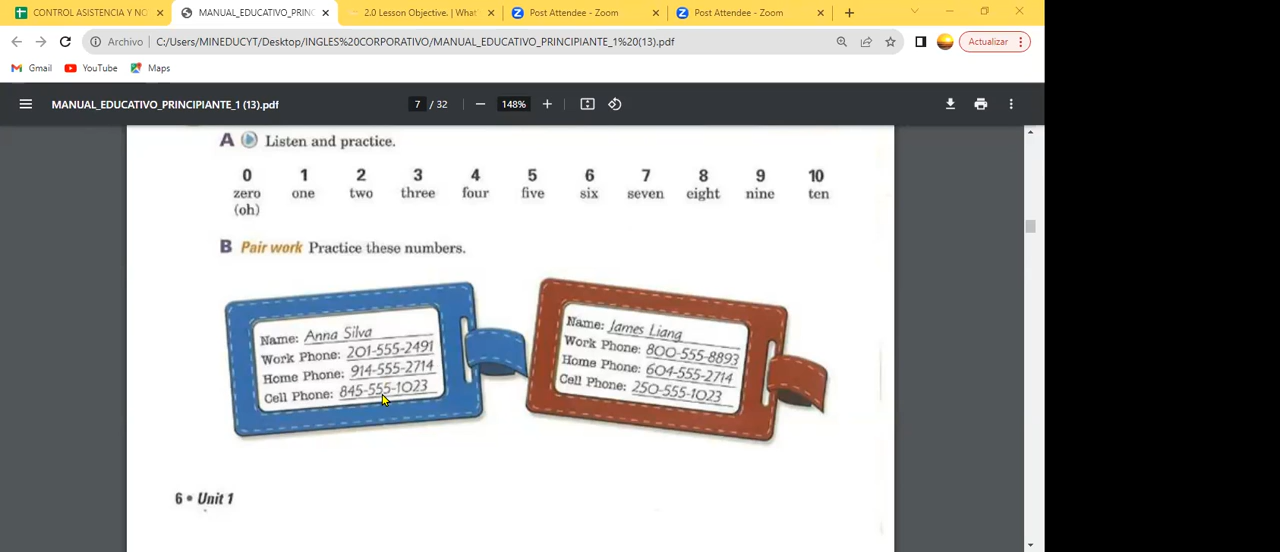 CONTROL ASISTENCIA Y NO
MANUAL_EDUCATIVO_PRINC
2.0 Lesson Objective. | What'
Post Attendee - Zoom
Post Attendee - Zoom
Archivo
C:/Users/MINEDUCYT/Desktop/INGLES%20CORPORATIVO/MANUAL_EDUCATIVO_PRINCIPIANTE_1%20(13).pdf
Actualizar
Gmail
YouTube
Maps
MANUAL_EDUCATIVO_PRINCIPIANTE_1 (13).pdf
7 / 32
148%
A Listen and practice.
0 1 2 3 4 5 6 7 8 9 10
zero one two three four five six seven eight nine ten
(oh)
B Pair work Practice these numbers.
Name: Anna Silva
Work Phone: 201-555-2491
Home Phone: 914-555-2714
Cell Phone: 845-555-1023
Name: James Liang
Work Phone: 800-555-8893
Home Phone: 604-555-2714
Cell Phone: 250-555-1023
6 • Unit 1